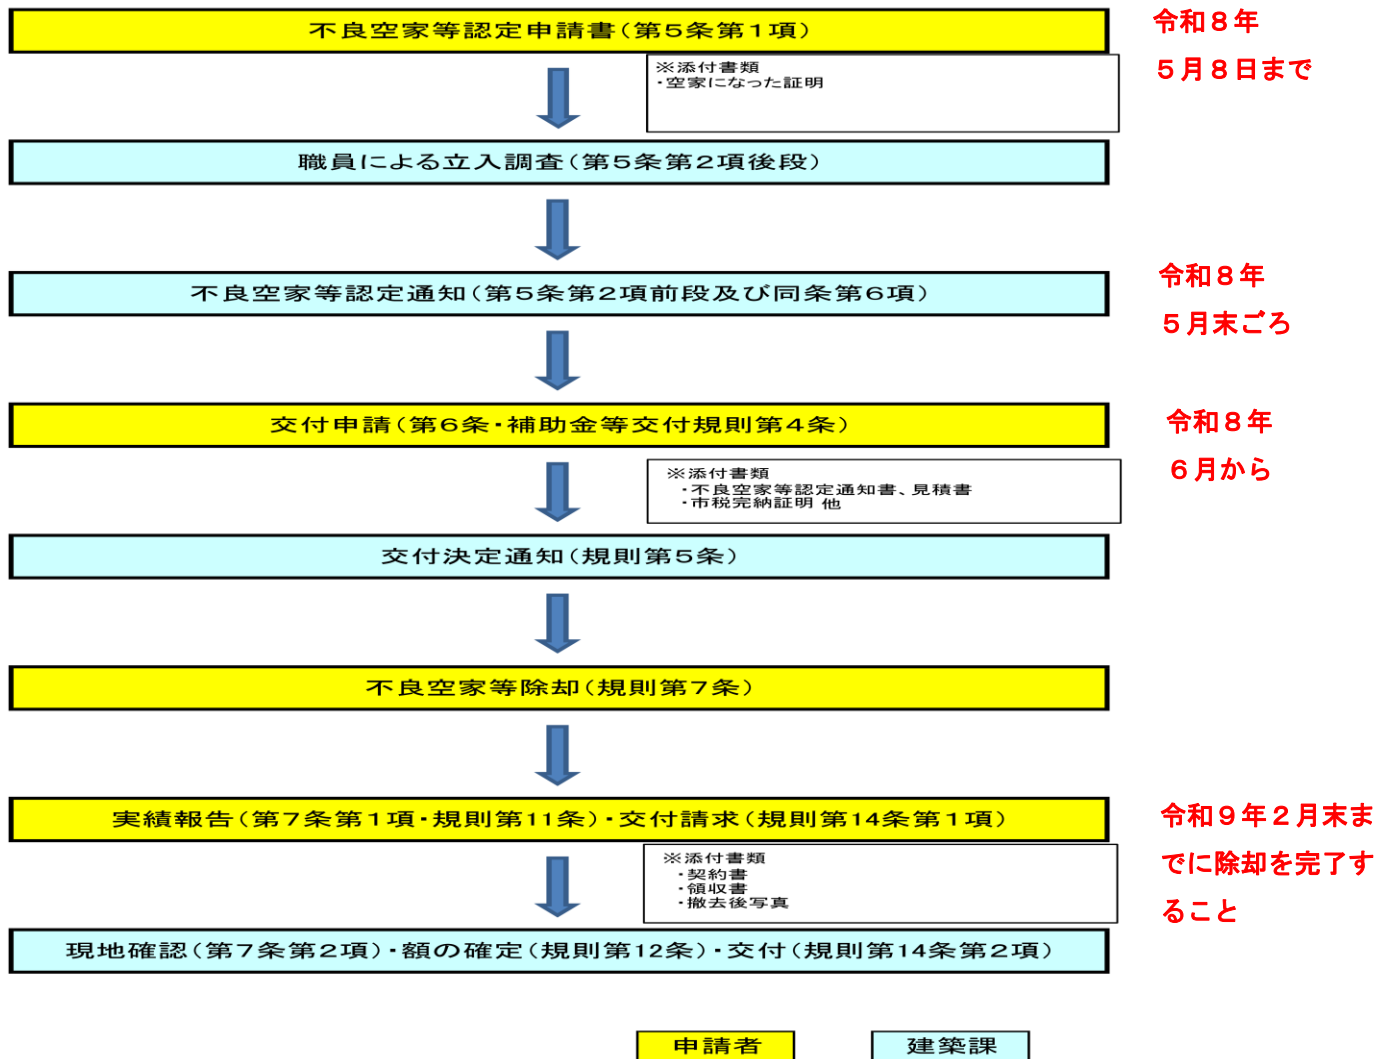 不良空家等認定申請書（第5条第1項）
令和８年
５月８日まで
※添付書類
・空家になった証明
職員による立入調査（第5条第2項後段）
不良空家等認定通知（第5条第2項前段及び同条第6項）
令和８年
５月末ごろ
交付申請（第6条・補助金等交付規則第4条）
令和８年
６月から
※添付書類
・不良空家等認定通知書、見積書
・市税完納証明 他
交付決定通知（規則第5条）
不良空家等除却（規則第7条）
実績報告（第7条第1項・規則第11条）・交付請求（規則第14条第1項）
令和９年２月末ま
でに除却を完了す
ること
※添付書類
・契約書
・領収書
・撤去後写真
現地確認（第7条第2項）・額の確定（規則第12条）・交付（規則第14条第2項）
申請者
建築課